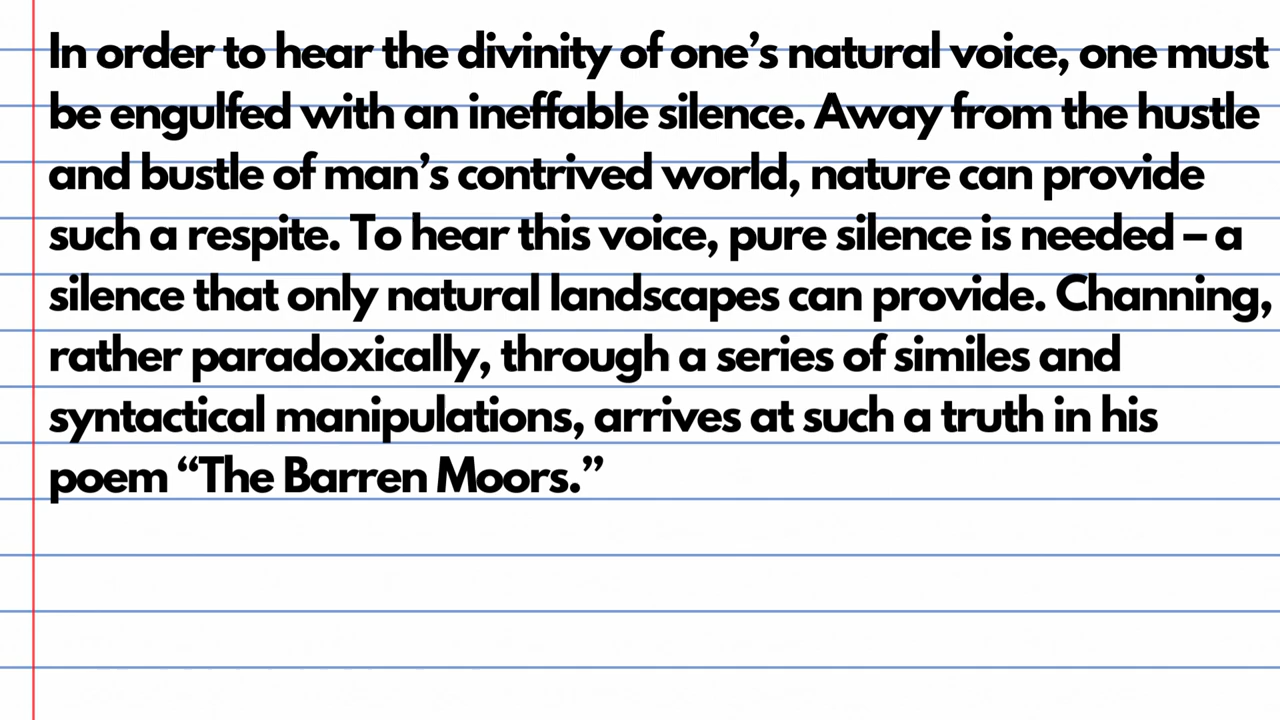 In order to hear the divinity of one’s natural voice, one must
be engulfed with an ineffable silence. Away from the hustle
and bustle of man’s contrived world, nature can provide
such a respite. To hear this voice, pure silence is needed – a
silence that only natural landscapes can provide. Channing,
rather paradoxically, through a series of similes and
syntactical manipulations, arrives at such a truth in his
poem “The Barren Moors.”